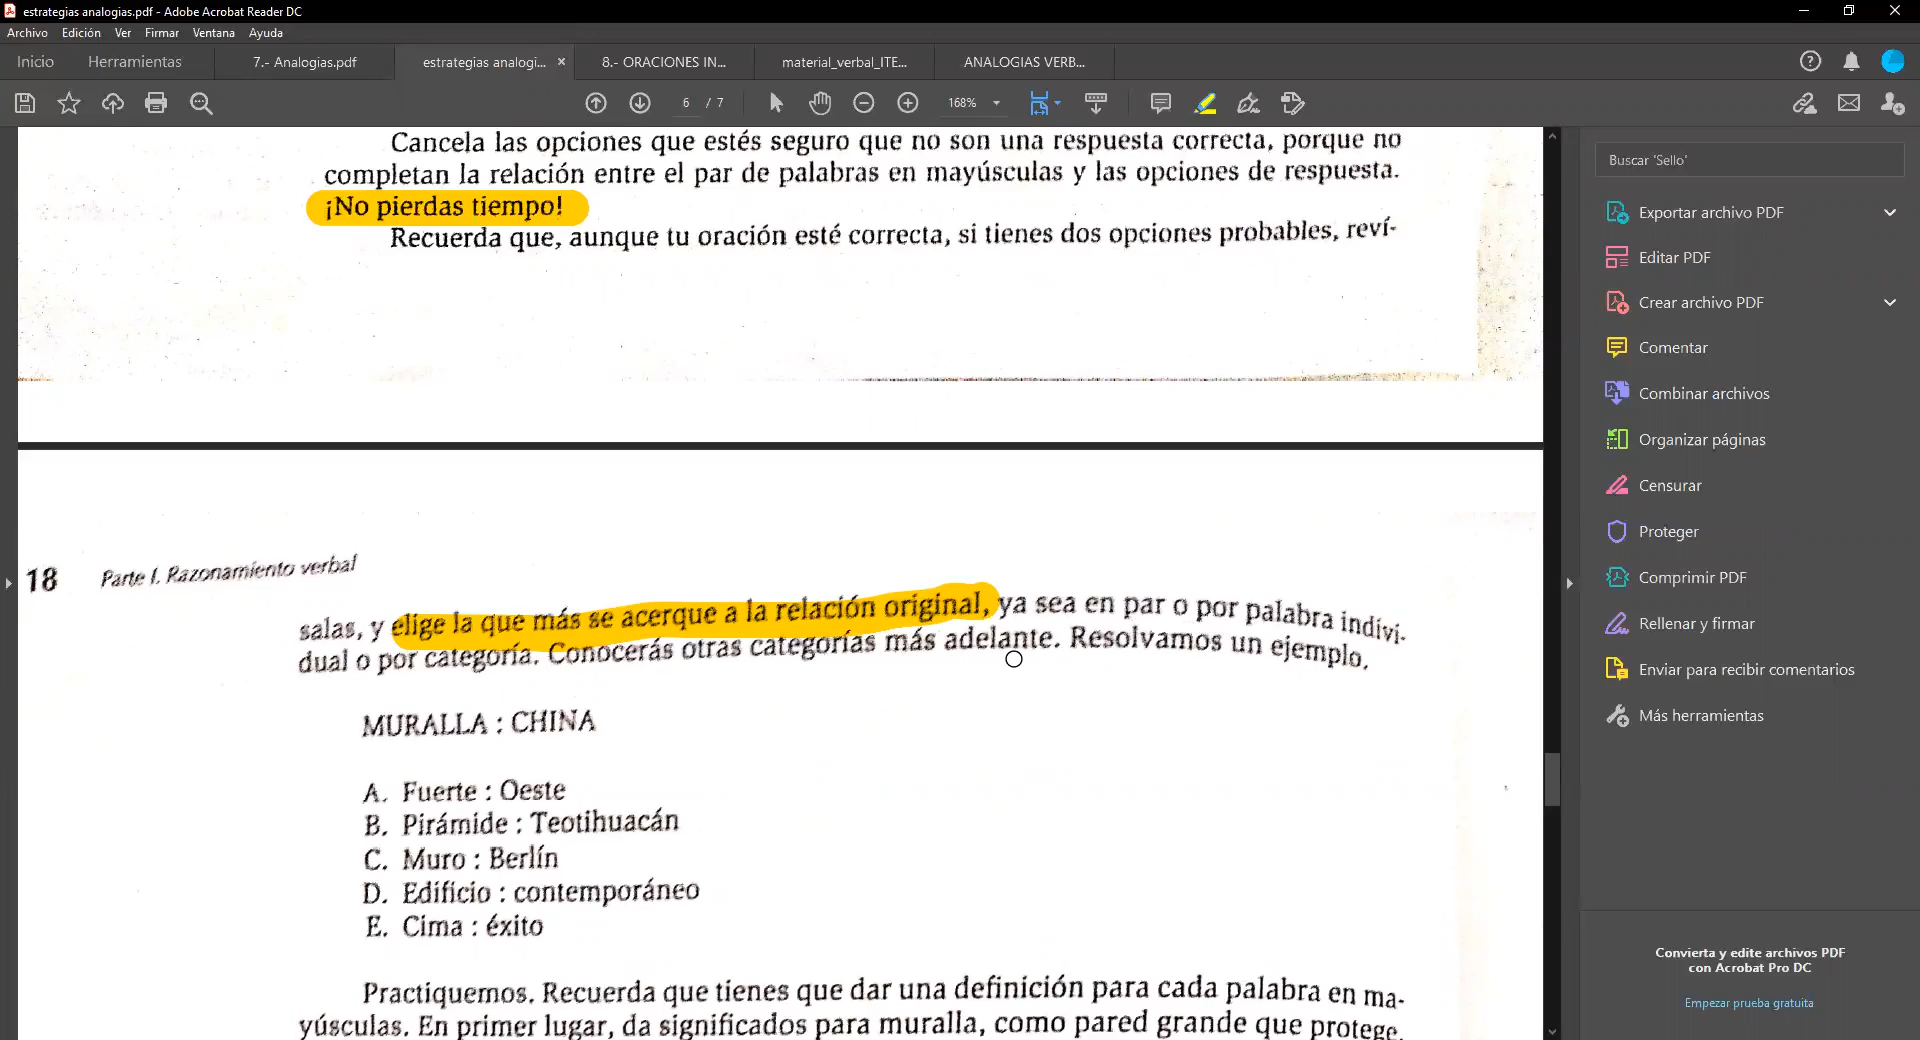 estrategias analogias.pdf - Adobe Acrobat Reader DC
Archivo Edición Ver Firmar Ventana Ayuda
Inicio Herramientas 7.- Analogias.pdf estrategias analogi... × 8.- ORACIONES IN... material_verbal_ITE... ANALOGIAS VERB...
6 / 7 168%
Cancela las opciones que estés seguro que no son una respuesta correcta, porque no
completan la relación entre el par de palabras en mayúsculas y las opciones de respuesta.
¡No pierdas tiempo!
Recuerda que, aunque tu oración esté correcta, si tienes dos opciones probables, reví-
18 Parte I. Razonamiento verbal
salas, y elige la que más se acerque a la relación original, ya sea en par o por palabra indivi-
dual o por categoría. Conocerás otras categorías más adelante. Resolvamos un ejemplo.
MURALLA : CHINA
A. Fuerte : Oeste
B. Pirámide : Teotihuacán
C. Muro : Berlín
D. Edificio : contemporáneo
E. Cima : éxito
Practiquemos. Recuerda que tienes que dar una definición para cada palabra en ma-
yúsculas. En primer lugar, da significados para muralla, como pared grande que protege.
Buscar 'Sello'
Exportar archivo PDF
Editar PDF
Crear archivo PDF
Comentar
Combinar archivos
Organizar páginas
Censurar
Proteger
Comprimir PDF
Rellenar y firmar
Enviar para recibir comentarios
Más herramientas
Convierta y edite archivos PDF
con Acrobat Pro DC
Empezar prueba gratuita